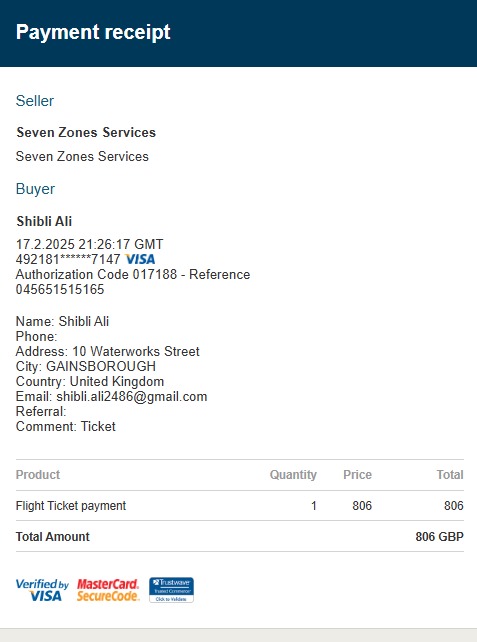 Payment receipt
Seller
Seven Zones Services
Seven Zones Services
Buyer
Shibli Ali
17.2.2025 21:26:17 GMT
492181******7147 VISA
Authorization Code 017188 - Reference
045651515165
Name: Shibli Ali
Phone:
Address: 10 Waterworks Street
City: GAINSBOROUGH
Country: United Kingdom
Email: shibli.ali2486@gmail.com
Referral:
Comment: Ticket
Product Quantity Price Total
Flight Ticket payment 1 806 806
Total Amount 806 GBP
Verified by VISA
MasterCard. SecureCode.
Trustwave Trusted Commerce Click to Validate